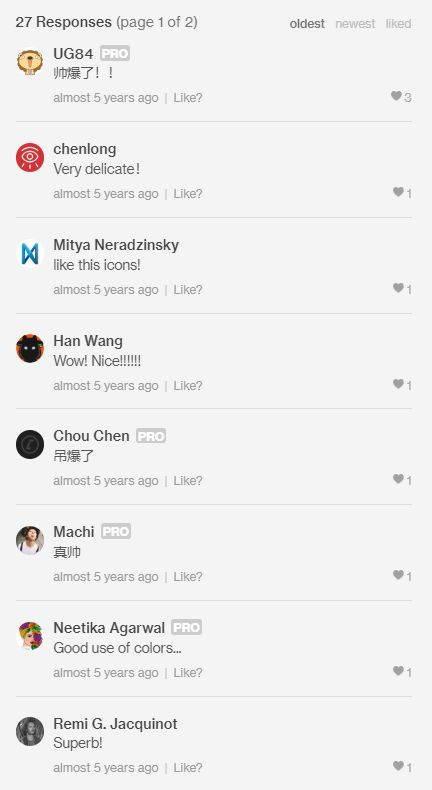 27 Responses (page 1 of 2) oldest newest liked
UG84 PRO
帅爆了！！
almost 5 years ago | Like? 3
chenlong
Very delicate！
almost 5 years ago | Like? 1
Mitya Neradzinsky
like this icons!
almost 5 years ago | Like? 1
Han Wang
Wow! Nice!!!!!!
almost 5 years ago | Like? 1
Chou Chen PRO
吊爆了
almost 5 years ago | Like? 1
Machi PRO
真帅
almost 5 years ago | Like? 1
Neetika Agarwal PRO
Good use of colors...
almost 5 years ago | Like? 1
Remi G. Jacquinot
Superb!
almost 5 years ago | Like? 1